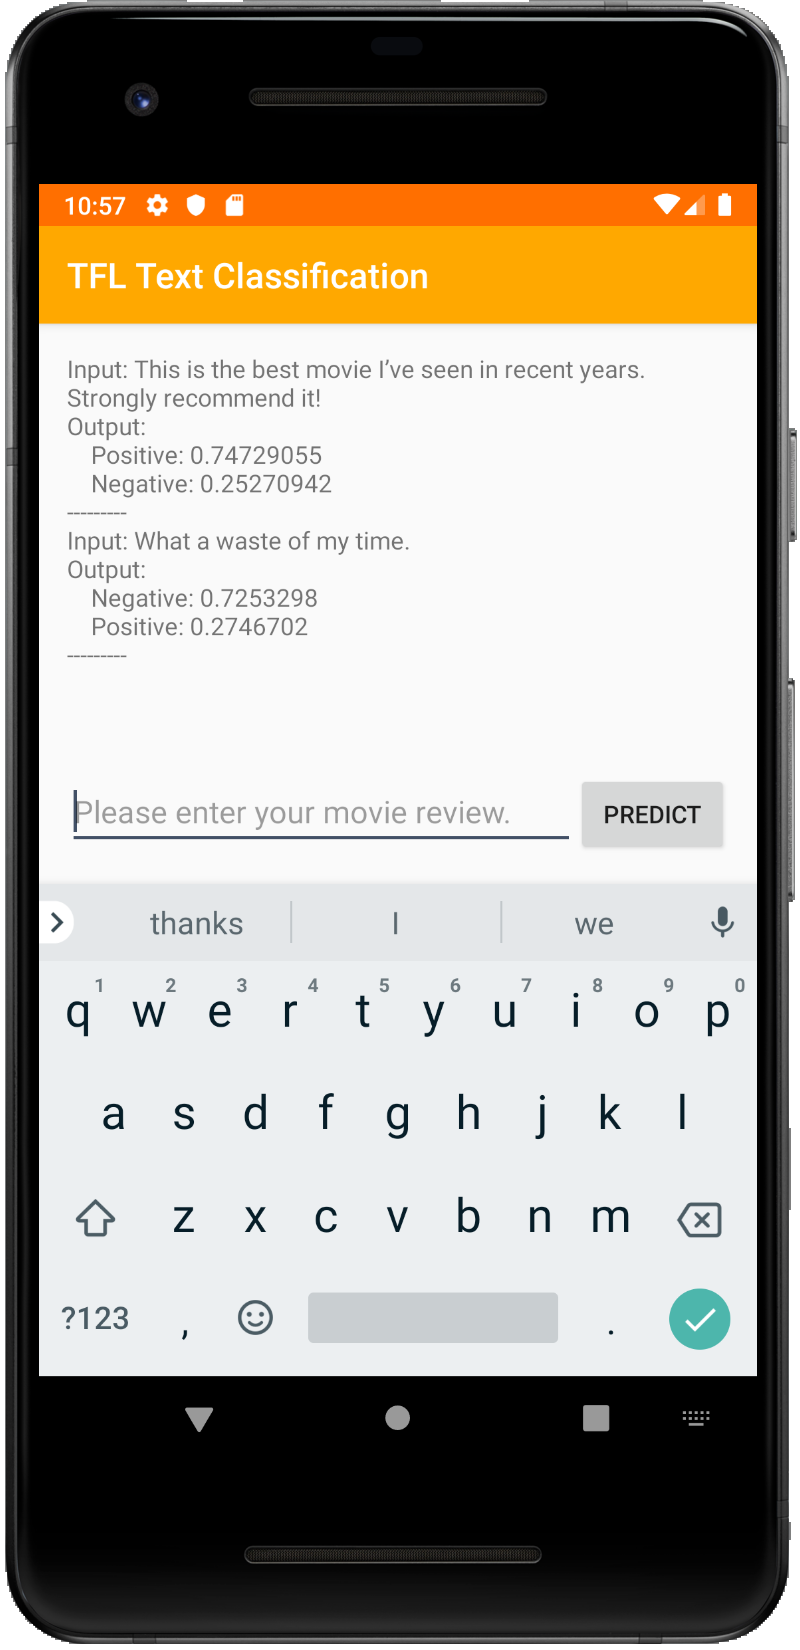 10:57
TFL Text Classification
Input: This is the best movie I’ve seen in recent years.
Strongly recommend it!
Output:
Positive: 0.74729055
Negative: 0.25270942
---------
Input: What a waste of my time.
Output:
Negative: 0.7253298
Positive: 0.2746702
---------
Please enter your movie review.
PREDICT
thanks I we
1 2 3 4 5 6 7 8 9 0
q w e r t y u i o p
a s d f g h j k l
z x c v b n m
?123 , .